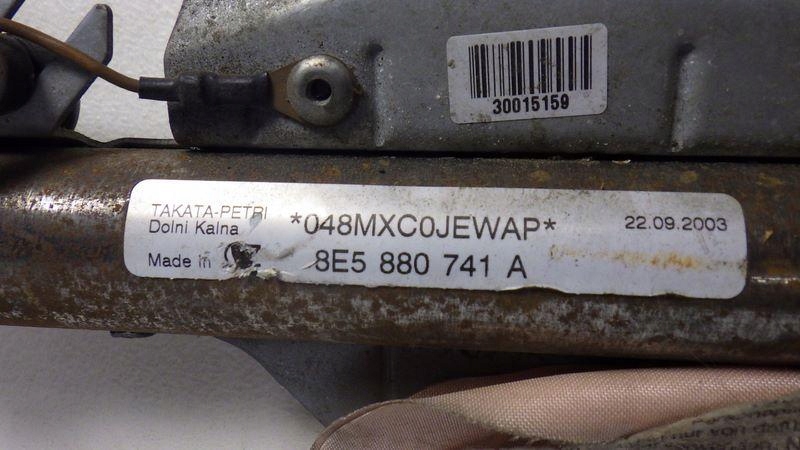 30015159
TAKATA-PETRI
Dolni Kalna
*048MXC0JEWAP*
22.09.2003
Made in
8E5 880 741 A